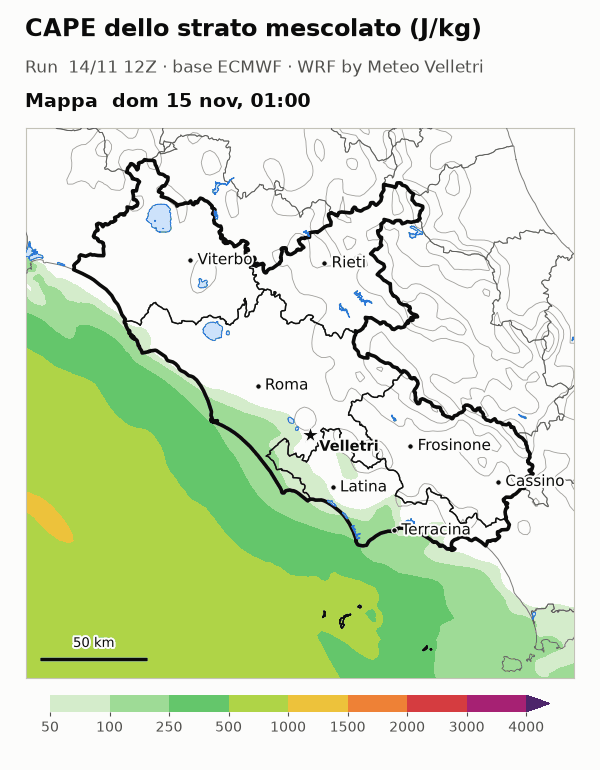 CAPE dello strato mescolato (J/kg)
Run  14/11 12Z · base ECMWF · WRF by Meteo Velletri
Mappa  dom 15 nov, 01:00
Viterbo
Rieti
Roma
Velletri
Frosinone
Latina
Cassino
Terracina
50 km
50 100 250 500 1000 1500 2000 3000 4000